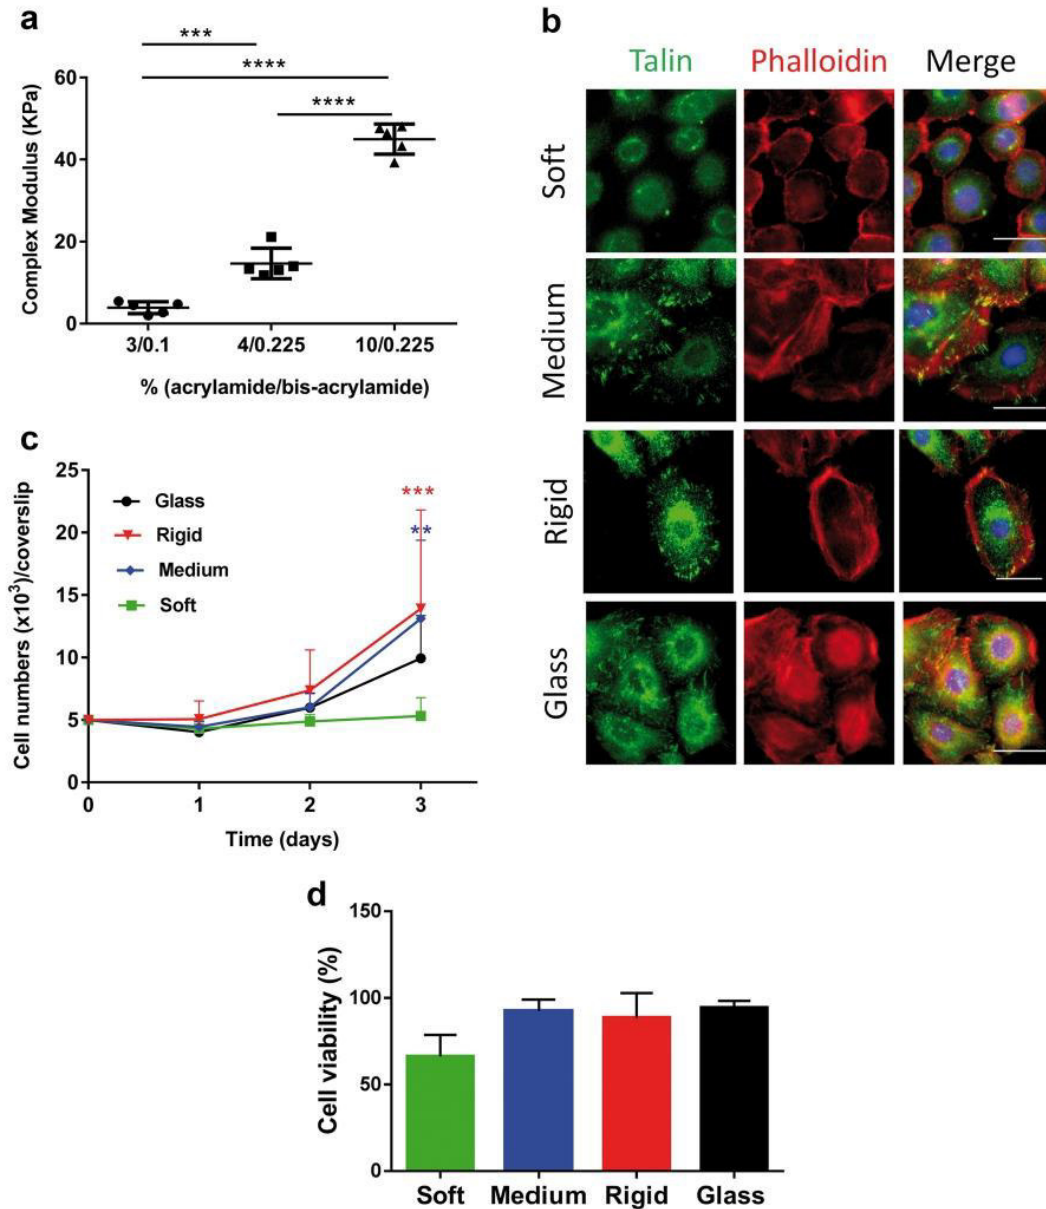 a
***
****
****
60
40
20
0
Complex Modulus (KPa)
3/0.1 4/0.225 10/0.225
% (acrylamide/bis-acrylamide)
b
Talin Phalloidin Merge
Soft
Medium
Rigid
Glass
c
25
20
15
10
5
0
Cell numbers (x10³)/coverslip
Glass
Rigid
Medium
Soft
***
**
0 1 2 3
Time (days)
d
150
100
50
0
Cell viability (%)
Soft Medium Rigid Glass